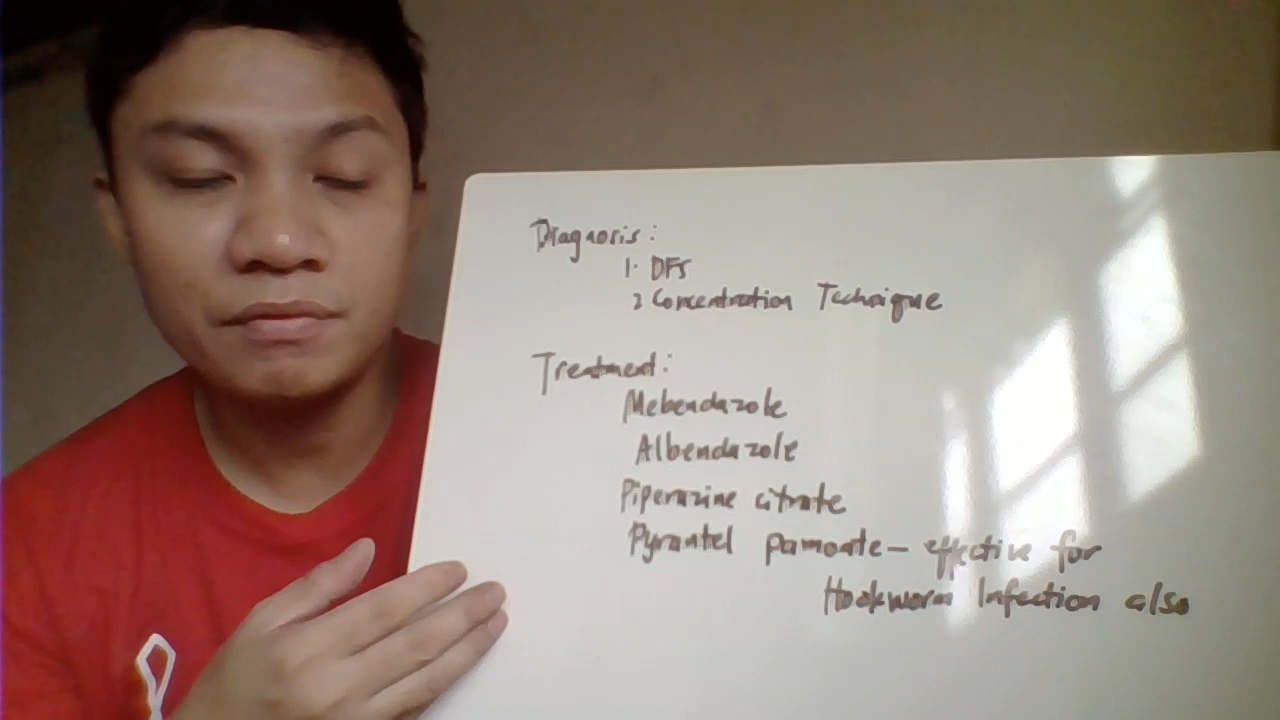 Diagnosis:
1. DFS
2 Concentration Technique
Treatment:
Mebendazole
Albendazole
Piperazine citrate
Pyrantel pamoate- effective for
Hookworm Infection also